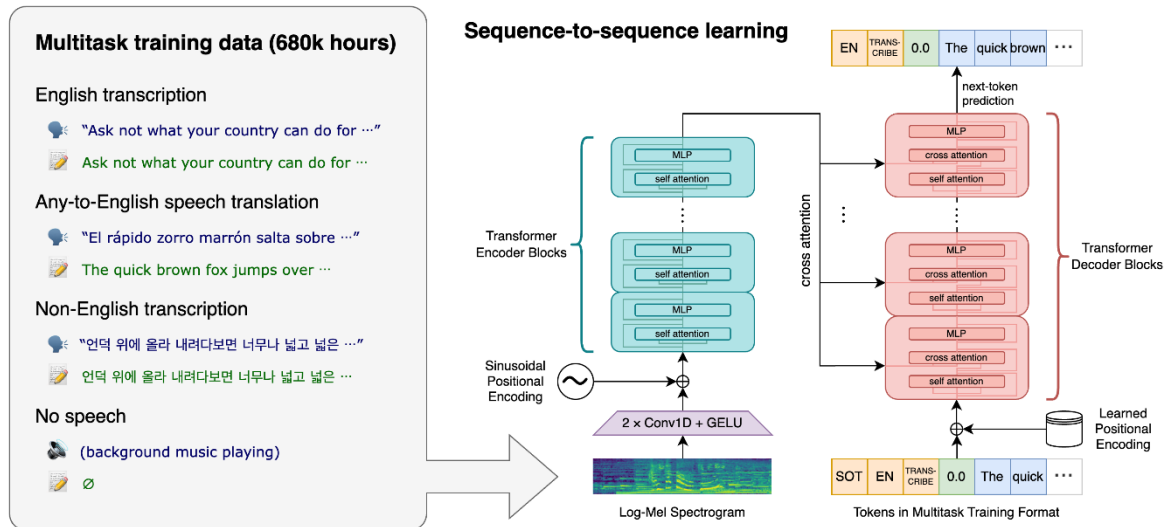 Multitask training data (680k hours)
English transcription
“Ask not what your country can do for ⋯”
Ask not what your country can do for ⋯
Any-to-English speech translation
“El rápido zorro marrón salta sobre ⋯”
The quick brown fox jumps over ⋯
Non-English transcription
“언덕 위에 올라 내려다보면 너무나 넓고 넓은 ⋯”
언덕 위에 올라 내려다보면 너무나 넓고 넓은 ⋯
No speech
(background music playing)
∅
Sequence-to-sequence learning
EN TRANS-CRIBE 0.0 The quick brown ⋯
next-token
prediction
MLP
self attention
MLP
self attention
MLP
self attention
Transformer
Encoder Blocks
cross attention
MLP
cross attention
self attention
MLP
cross attention
self attention
MLP
cross attention
self attention
Transformer
Decoder Blocks
Sinusoidal
Positional
Encoding
2 × Conv1D + GELU
Log-Mel Spectrogram
Learned
Positional
Encoding
SOT EN TRANS-CRIBE 0.0 The quick ⋯
Tokens in Multitask Training Format